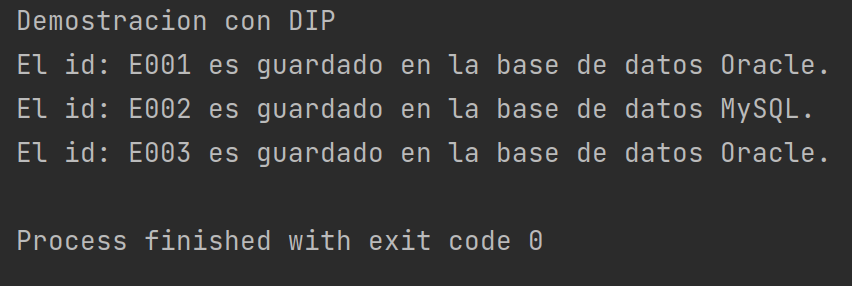 Demostracion con DIP
El id: E001 es guardado en la base de datos Oracle.
El id: E002 es guardado en la base de datos MySQL.
El id: E003 es guardado en la base de datos Oracle.
Process finished with exit code 0